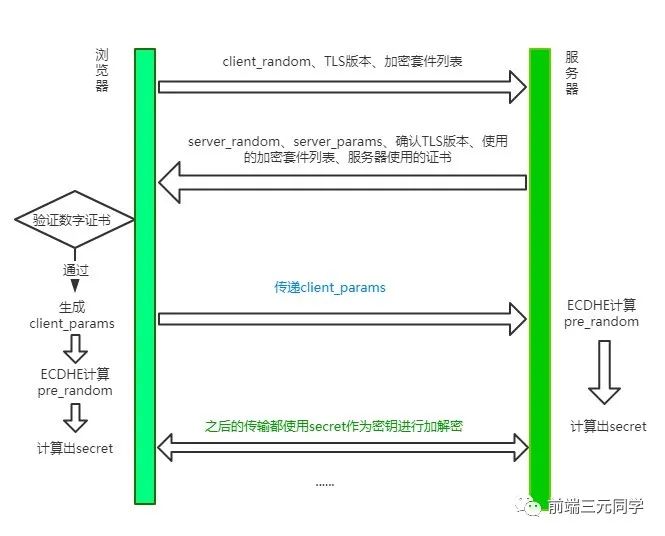 浏览器
服务器
client_random、TLS版本、加密套件列表
server_random、server_params、确认TLS版本、使用
的加密套件列表、服务器使用的证书
验证数字证书
通过
生成
client_params
传递client_params
ECDHE计算
pre_random
ECDHE计算
pre_random
计算出secret
之后的传输都使用secret作为密钥进行加解密
计算出secret
......
前端三元同学